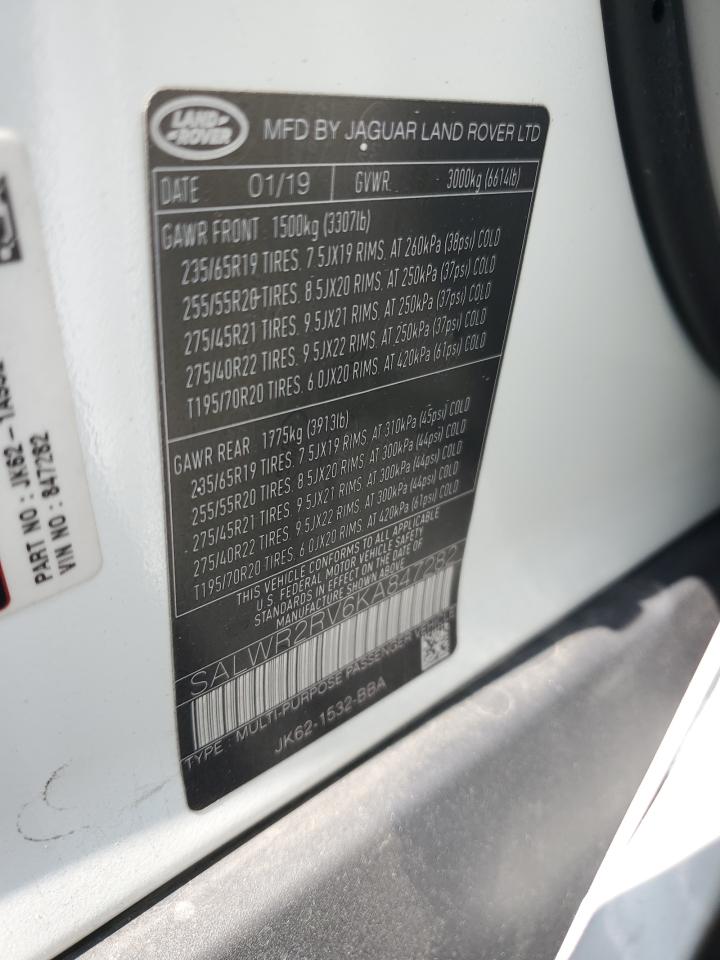 LAND
ROVER
MFD BY JAGUAR LAND ROVER LTD
DATE 01/19 GVWR. 3000kg (6614lb)
GAWR FRONT 1500kg (3307lb)
235/65R19 TIRES. 7.5JX19 RIMS. AT 260kPa (38psi) COLD
255/55R20 TIRES. 8.5JX20 RIMS. AT 250kPa (37psi) COLD
275/45R21 TIRES. 9.5JX21 RIMS. AT 250kPa (37psi) COLD
275/40R22 TIRES. 9.5JX22 RIMS. AT 250kPa (37psi) COLD
T195/70R20 TIRES. 6.0JX20 RIMS. AT 420kPa (61psi) COLD
GAWR REAR 1775kg (3913lb)
235/65R19 TIRES. 7.5JX19 RIMS. AT 310kPa (45psi) COLD
255/55R20 TIRES. 8.5JX20 RIMS. AT 300kPa (44psi) COLD
275/45R21 TIRES. 9.5JX21 RIMS. AT 300kPa (44psi) COLD
275/40R22 TIRES. 9.5JX22 RIMS. AT 300kPa (44psi) COLD
T195/70R20 TIRES. 6.0JX20 RIMS. AT 420kPa (61psi) COLD
THIS VEHICLE CONFORMS TO ALL APPLICABLE
U.S. FEDERAL MOTOR VEHICLE SAFETY
STANDARDS IN EFFECT ON THE DATE OF
MANUFACTURE SHOWN ABOVE.
SALWR2RV6KA847282
TYPE : MULTI-PURPOSE PASSENGER VEHICLE
JK62-1532-BBA
PART NO : JK62-
VIN NO : 847282